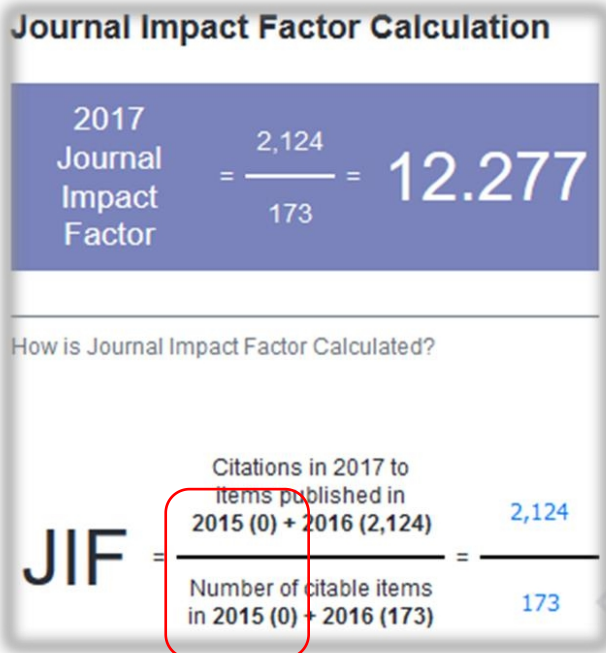 Journal Impact Factor Calculation
2017
Journal
Impact
Factor
=
2,124
173
=
12.277
How is Journal Impact Factor Calculated?
JIF
=
Citations in 2017 to
items published in
2015 (0) + 2016 (2,124)
Number of citable items
in 2015 (0) + 2016 (173)
=
2,124
173